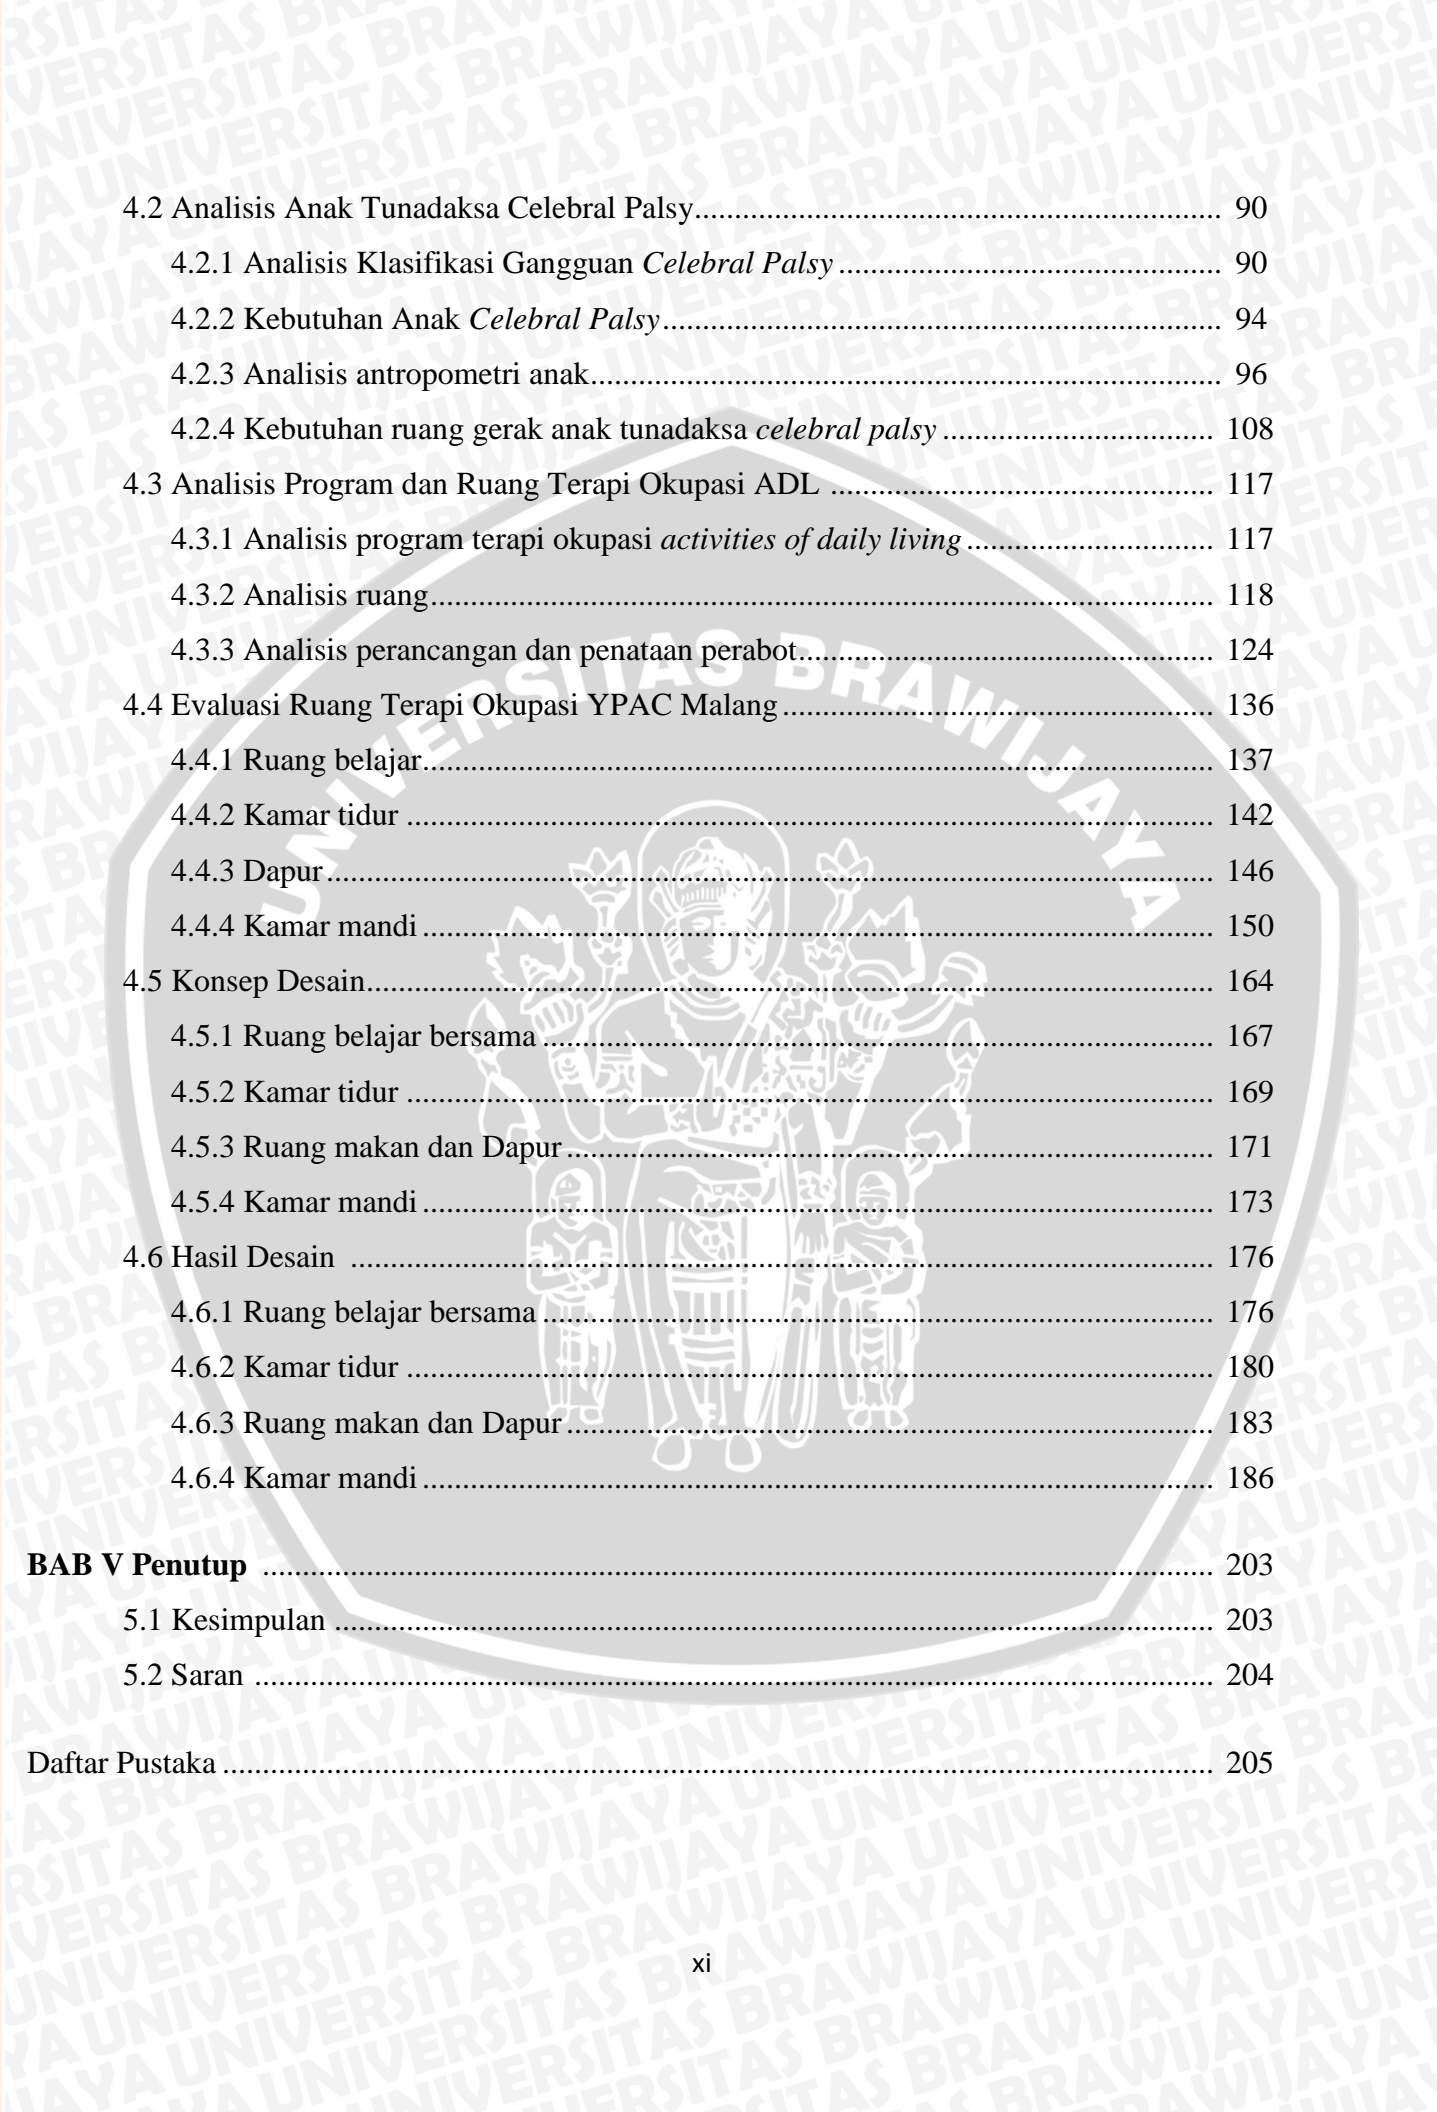 4.2 Analisis Anak Tunadaksa Celebral Palsy.................................................................. 90
4.2.1 Analisis Klasifikasi Gangguan Celebral Palsy ................................................ 90
4.2.2 Kebutuhan Anak Celebral Palsy...................................................................... 94
4.2.3 Analisis antropometri anak............................................................................... 96
4.2.4 Kebutuhan ruang gerak anak tunadaksa celebral palsy .................................. 108
4.3 Analisis Program dan Ruang Terapi Okupasi ADL ................................................ 117
4.3.1 Analisis program terapi okupasi activities of daily living ............................... 117
4.3.2 Analisis ruang.................................................................................................. 118
4.3.3 Analisis perancangan dan penataan perabot.................................................... 124
4.4 Evaluasi Ruang Terapi Okupasi YPAC Malang ...................................................... 136
4.4.1 Ruang belajar................................................................................................... 137
4.4.2 Kamar tidur ..................................................................................................... 142
4.4.3 Dapur............................................................................................................... 146
4.4.4 Kamar mandi ................................................................................................... 150
4.5 Konsep Desain.......................................................................................................... 164
4.5.1 Ruang belajar bersama .................................................................................... 167
4.5.2 Kamar tidur ..................................................................................................... 169
4.5.3 Ruang makan dan Dapur................................................................................. 171
4.5.4 Kamar mandi ................................................................................................... 173
4.6 Hasil Desain ............................................................................................................ 176
4.6.1 Ruang belajar bersama .................................................................................... 176
4.6.2 Kamar tidur ..................................................................................................... 180
4.6.3 Ruang makan dan Dapur................................................................................. 183
4.6.4 Kamar mandi ................................................................................................... 186
BAB V Penutup ....................................................................................................... 203
5.1 Kesimpulan .............................................................................................................. 203
5.2 Saran ........................................................................................................................ 204
Daftar Pustaka ............................................................................................................ 205
xi
UNIVERSITAS BRAWIJAYA